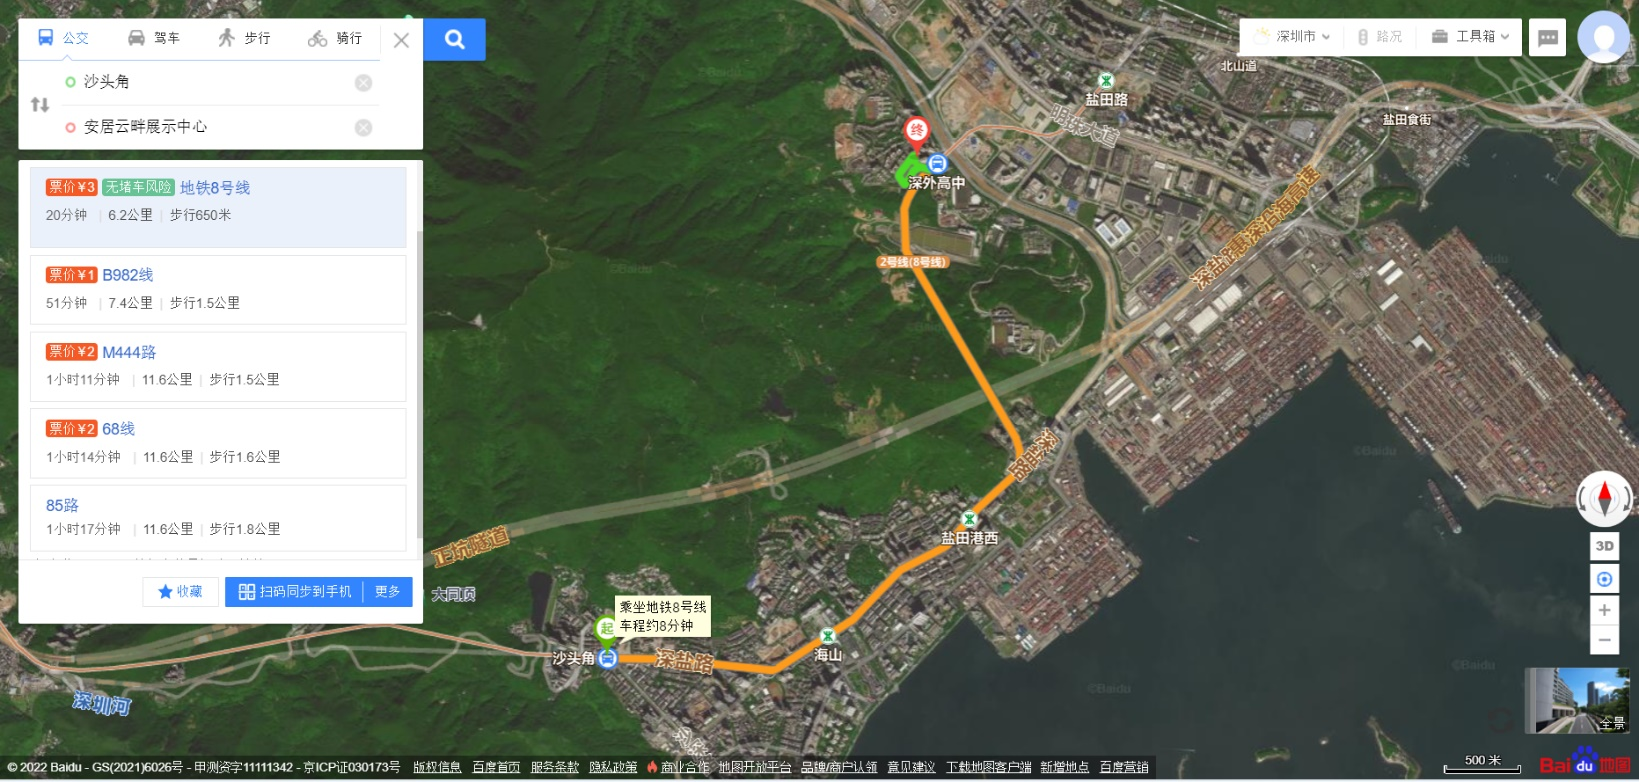 公交 驾车 步行 骑行
沙头角
安居云畔展示中心
票价¥3 无堵车风险 地铁8号线
20分钟 | 6.2公里 | 步行650米
票价¥1 B982线
51分钟 | 7.4公里 | 步行1.5公里
票价¥2 M444路
1小时11分钟 | 11.6公里 | 步行1.5公里
票价¥2 68线
1小时14分钟 | 11.6公里 | 步行1.6公里
85路
1小时17分钟 | 11.6公里 | 步行1.8公里
收藏 扫码同步到手机 更多
深圳市 路况 工具箱
北山道
盐田路
明珠大道
盐田食街
终
深外高中
2号线(8号线)
深盐沿海高速
盐田港西
正坑隧道
大同顶
乘坐地铁8号线
车程约8分钟
起
沙头角
深盐路
海山
深圳河
©Baidu
©Baidu
©Baidu
©Baidu
©Baidu
3D
全景
500 米
Bai du 地图
© 2022 Baidu - GS(2021)6026号 - 甲测资字11111342 - 京ICP证030173号 版权信息 百度首页 服务条款 隐私政策 商业合作 地图开放平台 品牌/商户认领 意见建议 下载地图客户端 新增地点 百度营销